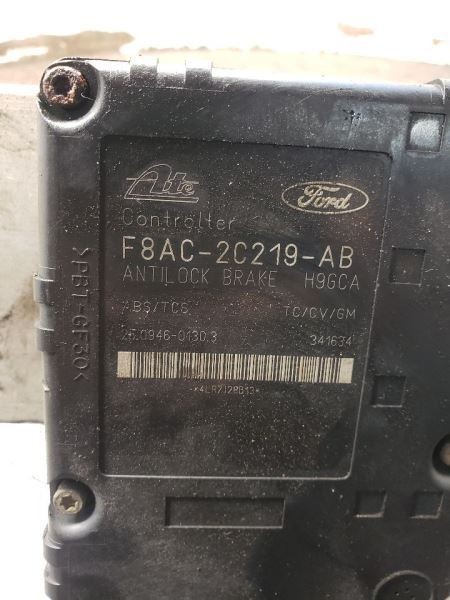 Ate Ford
Controller
F8AC-2C219-AB
ANTILOCK BRAKE H9GCA
ABS/TCS TC/CV/GM
25.0946-0130.3 341634
>PBT-GF30<